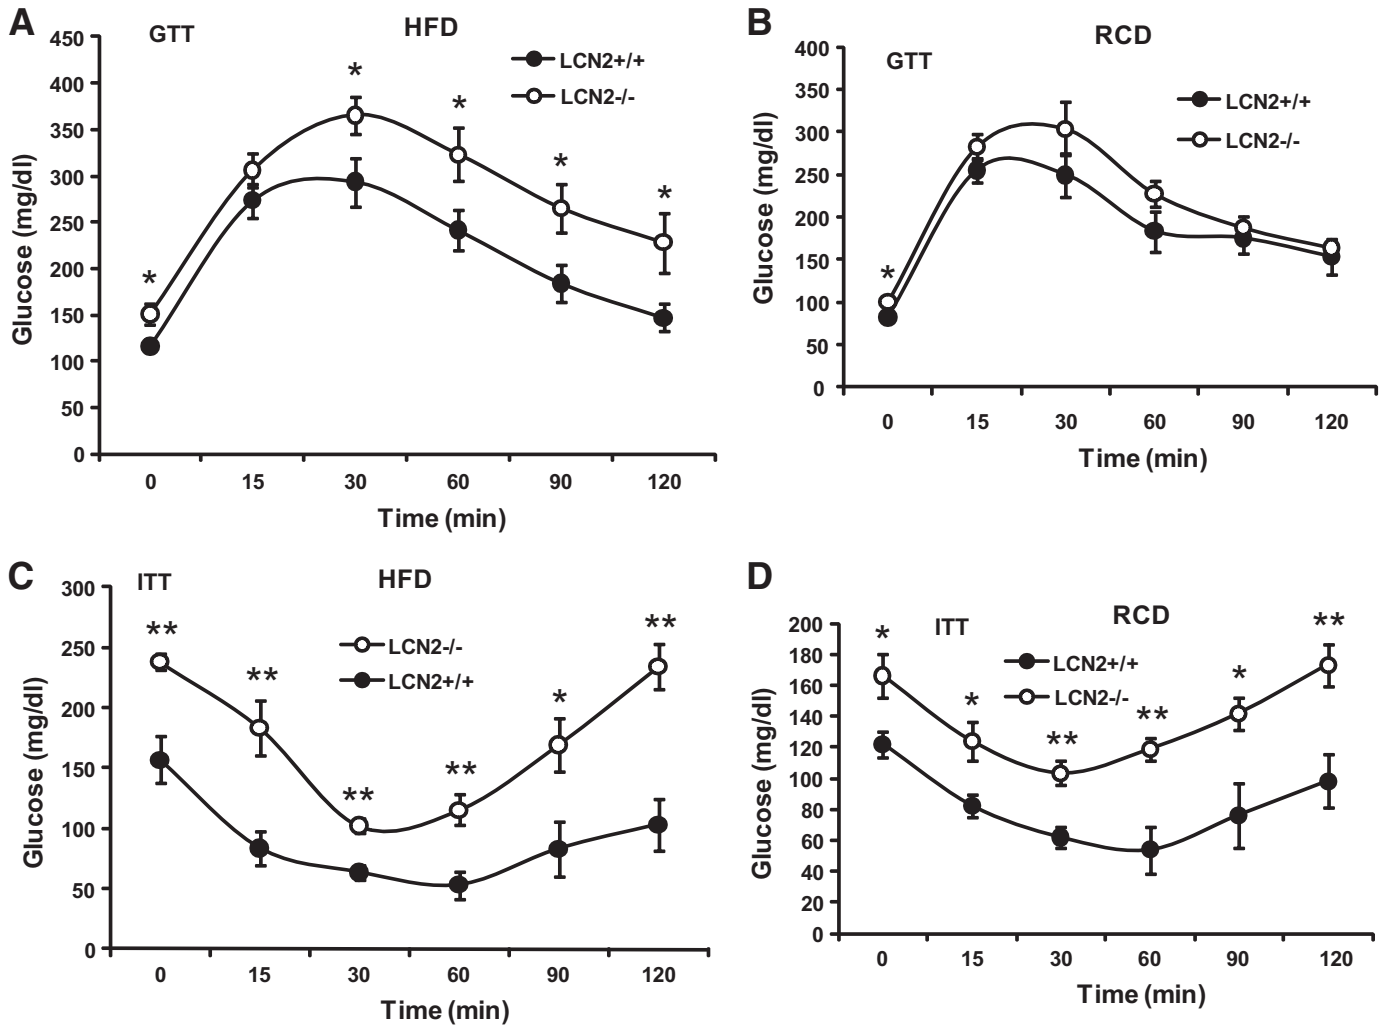 A
GTT
HFD
LCN2+/+
LCN2-/-
Glucose (mg/dl)
450
400
350
300
250
200
150
100
50
0
*
*
*
*
*
0 15 30 60 90 120
Time (min)
B
GTT
RCD
LCN2+/+
LCN2-/-
Glucose (mg/dl)
400
350
300
250
200
150
100
50
0
*
0 15 30 60 90 120
Time (min)
C
ITT
HFD
LCN2-/-
LCN2+/+
Glucose (mg/dl)
300
250
200
150
100
50
0
**
**
**
**
*
**
0 15 30 60 90 120
Time (min)
D
ITT
RCD
LCN2+/+
LCN2-/-
Glucose (mg/dl)
200
180
160
140
120
100
80
60
40
20
0
*
*
**
**
*
**
0 15 30 60 90 120
Time (min)